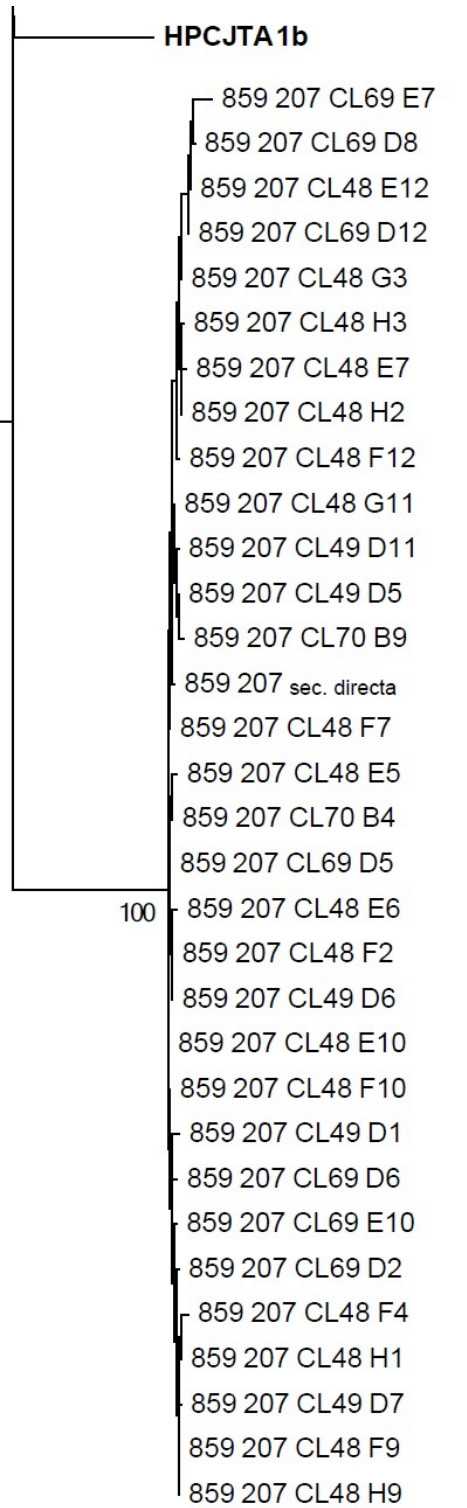 HPCJTA1b
859 207 CL69 E7
859 207 CL69 D8
859 207 CL48 E12
859 207 CL69 D12
859 207 CL48 G3
859 207 CL48 H3
859 207 CL48 E7
859 207 CL48 H2
859 207 CL48 F12
859 207 CL48 G11
859 207 CL49 D11
859 207 CL49 D5
859 207 CL70 B9
859 207 sec. directa
859 207 CL48 F7
859 207 CL48 E5
859 207 CL70 B4
859 207 CL69 D5
100
859 207 CL48 E6
859 207 CL48 F2
859 207 CL49 D6
859 207 CL48 E10
859 207 CL48 F10
859 207 CL49 D1
859 207 CL69 D6
859 207 CL69 E10
859 207 CL69 D2
859 207 CL48 F4
859 207 CL48 H1
859 207 CL49 D7
859 207 CL48 F9
859 207 CL48 H9